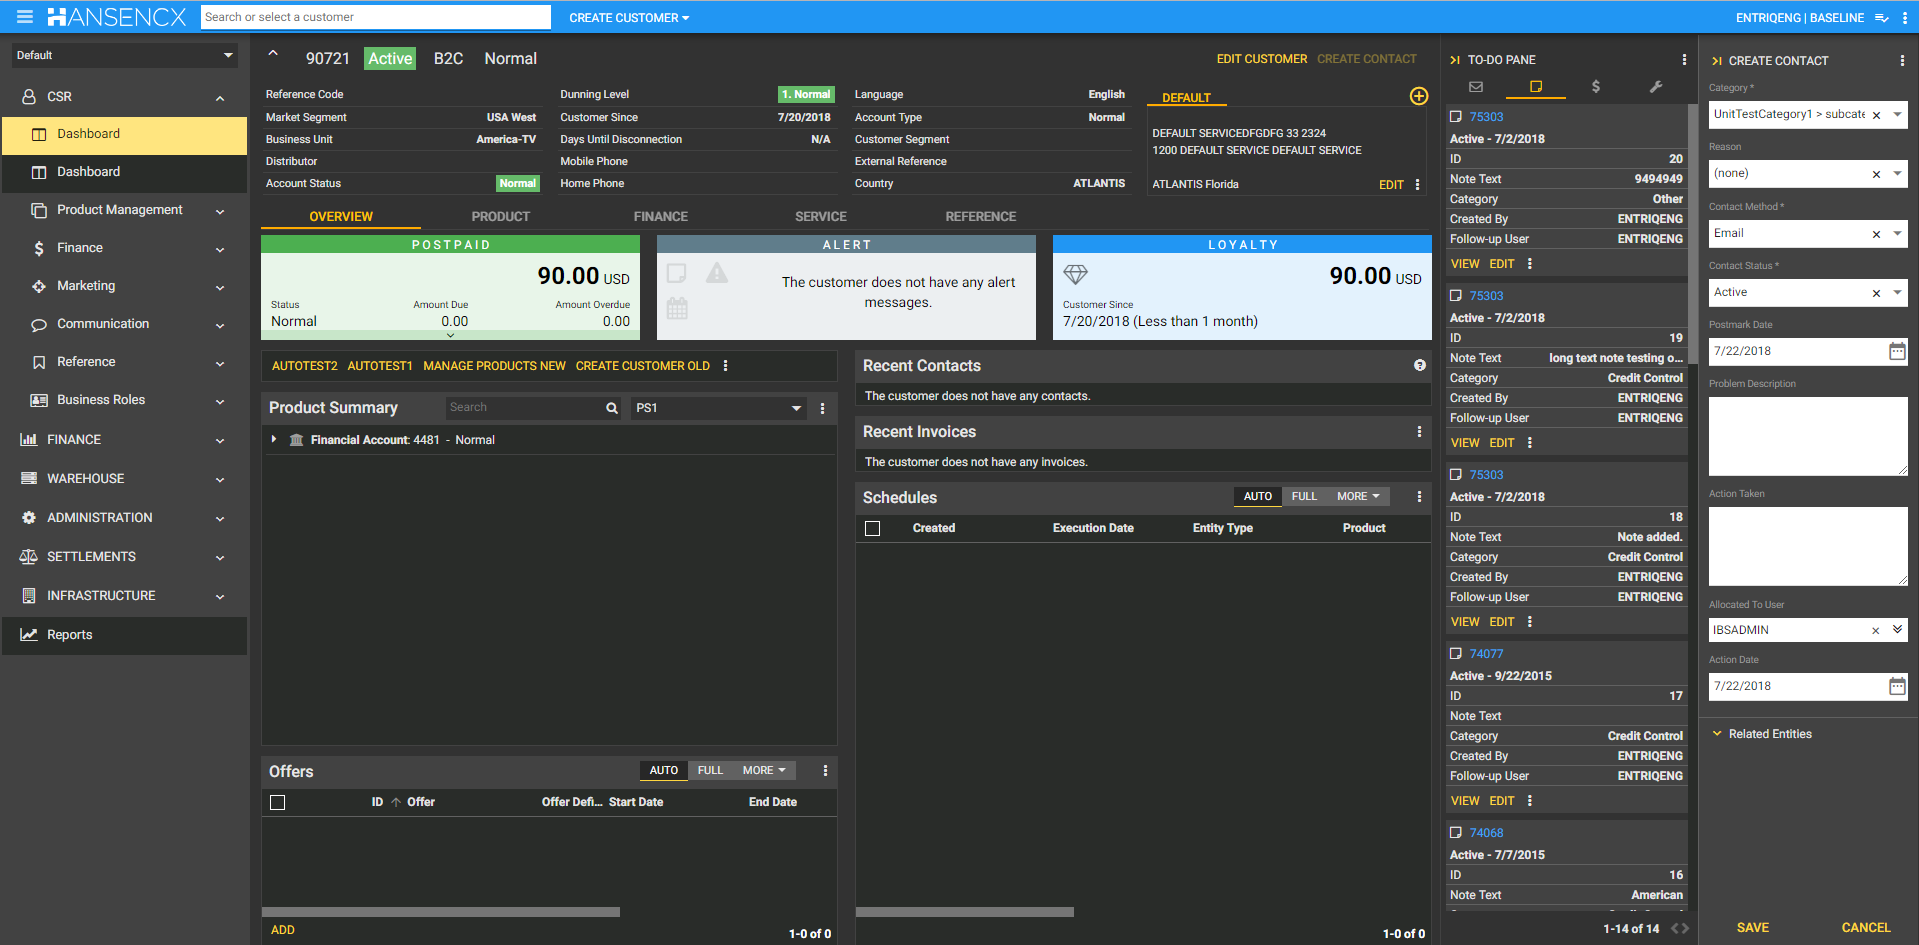 HANSENCX
Search or select a customer
CREATE CUSTOMER
ENTRIQENG | BASELINE
Default
CSR
Dashboard
Dashboard
Product Management
Finance
Marketing
Communication
Reference
Business Roles
FINANCE
WAREHOUSE
ADMINISTRATION
SETTLEMENTS
INFRASTRUCTURE
Reports
90721 Active B2C Normal
EDIT CUSTOMER CREATE CONTACT
Reference Code
Market Segment USA West
Business Unit America-TV
Distributor
Account Status Normal
Dunning Level 1. Normal
Customer Since 7/20/2018
Days Until Disconnection N/A
Mobile Phone
Home Phone
Language English
Account Type Normal
Customer Segment
External Reference
Country ATLANTIS
DEFAULT
DEFAULT SERVICEDFGDFG 33 2324
1200 DEFAULT SERVICE DEFAULT SERVICE
ATLANTIS Florida EDIT
OVERVIEW PRODUCT FINANCE SERVICE REFERENCE
POSTPAID
90.00 USD
Status Amount Due Amount Overdue
Normal 0.00 0.00
ALERT
The customer does not have any alert
messages.
LOYALTY
90.00 USD
Customer Since
7/20/2018 (Less than 1 month)
AUTOTEST2 AUTOTEST1 MANAGE PRODUCTS NEW CREATE CUSTOMER OLD
Product Summary Search PS1
Financial Account: 4481 - Normal
Offers AUTO FULL MORE
ID Offer Offer Defi... Start Date End Date
ADD 1-0 of 0
Recent Contacts
The customer does not have any contacts.
Recent Invoices
The customer does not have any invoices.
Schedules AUTO FULL MORE
Created Execution Date Entity Type Product
1-0 of 0
TO-DO PANE
75303
Active - 7/2/2018
ID 20
Note Text 9494949
Category Other
Created By ENTRIQENG
Follow-up User ENTRIQENG
VIEW EDIT
75303
Active - 7/2/2018
ID 19
Note Text long text note testing o...
Category Credit Control
Created By ENTRIQENG
Follow-up User ENTRIQENG
VIEW EDIT
75303
Active - 7/2/2018
ID 18
Note Text Note added.
Category Credit Control
Created By ENTRIQENG
Follow-up User ENTRIQENG
VIEW EDIT
74077
Active - 9/22/2015
ID 17
Note Text
Category Credit Control
Created By ENTRIQENG
Follow-up User ENTRIQENG
VIEW EDIT
74068
Active - 7/7/2015
ID 16
Note Text American
1-14 of 14
CREATE CONTACT
Category *
UnitTestCategory1 > subcate
Reason
(none)
Contact Method *
Email
Contact Status *
Active
Postmark Date
7/22/2018
Problem Description
Action Taken
Allocated To User
IBSADMIN
Action Date
7/22/2018
Related Entities
SAVE CANCEL